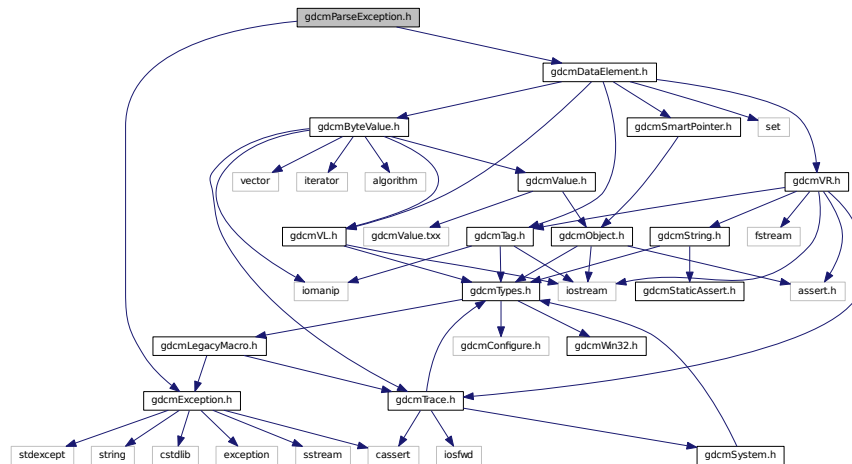 gdcmParseException.h
gdcmDataElement.h
gdcmByteValue.h
gdcmSmartPointer.h
set
vector
iterator
algorithm
gdcmValue.h
gdcmVR.h
gdcmVL.h
gdcmValue.txx
gdcmTag.h
gdcmObject.h
gdcmString.h
fstream
iomanip
gdcmTypes.h
iostream
gdcmStaticAssert.h
assert.h
gdcmLegacyMacro.h
gdcmConfigure.h
gdcmWin32.h
gdcmException.h
gdcmTrace.h
stdexcept
string
cstdlib
exception
sstream
cassert
iosfwd
gdcmSystem.h